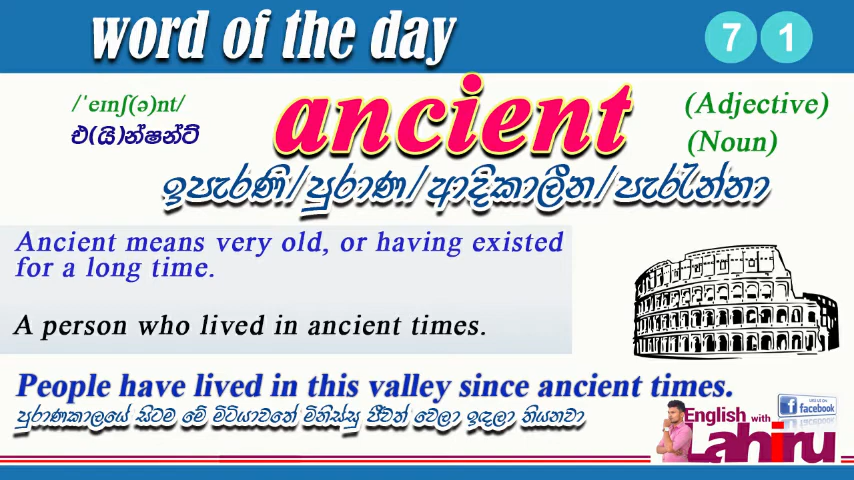 word of the day
7 1
/ˈeɪnʃ(ə)nt/
එ(යි)න්ෂන්ට්
ancient
(Adjective)
(Noun)
ඉපැරණි/පුරාණ/ආදිකාලීන/පැරැන්නා
Ancient means very old, or having existed
for a long time.
A person who lived in ancient times.
People have lived in this valley since ancient times.
පුරාණකාලයේ සිටම මේ මිටියාවතේ මිනිස්සු ජීවත් වෙලා ඉඳලා තියනවා
English with
Lahiru
facebook